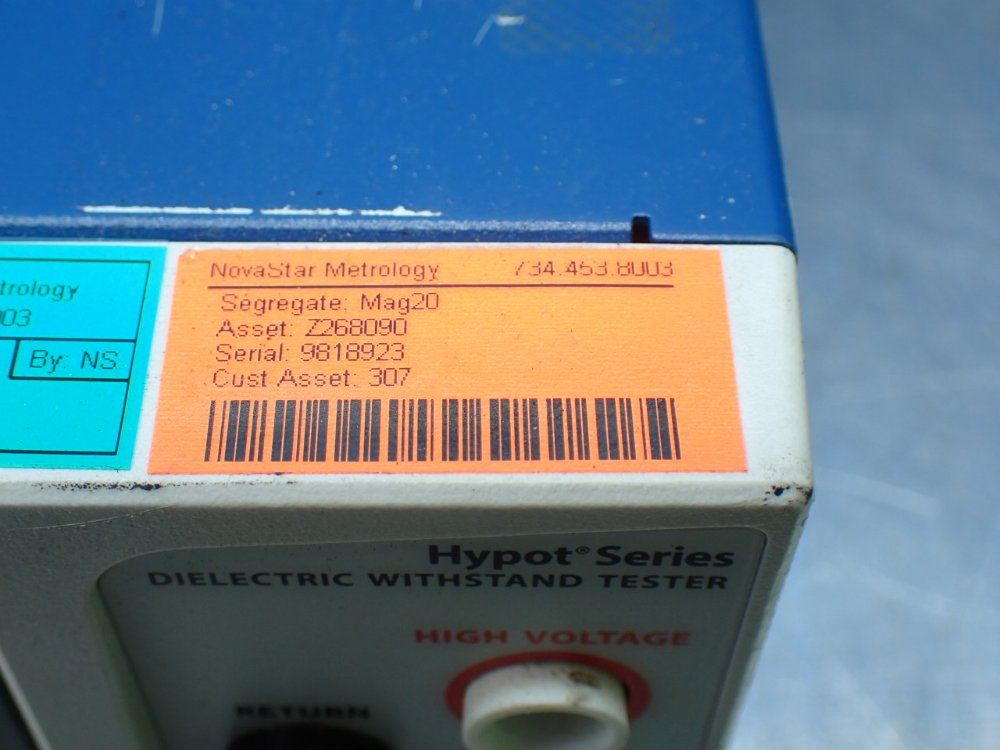 trology
003
By: NS
NovaStar Metrology 734.453.8003
Segregate: Mag20
Asset: Z268090
Serial: 9818923
Cust Asset: 307
Hypot® Series
DIELECTRIC WITHSTAND TESTER
HIGH VOLTAGE
RETURN